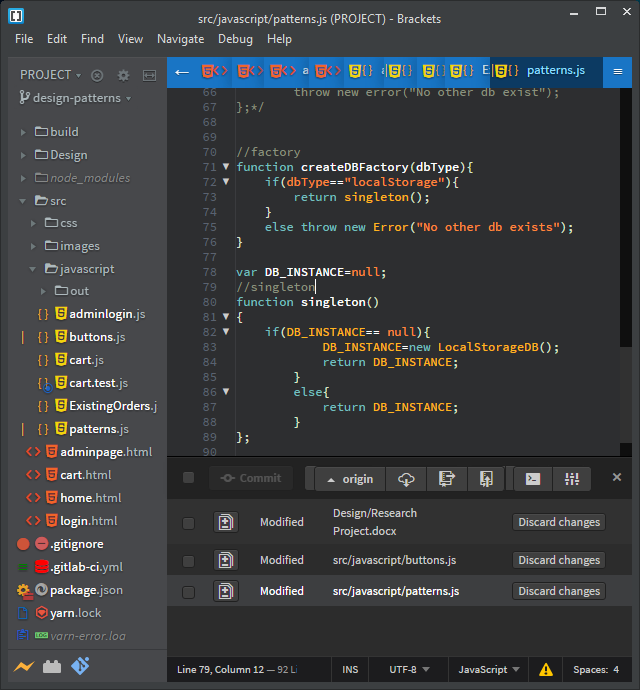 src/javascript/patterns.js (PROJECT) - Brackets
File Edit Find View Navigate Debug Help
PROJECT
design-patterns
build
Design
node_modules
src
css
images
javascript
out
adminlogin.js
buttons.js
cart.js
cart.test.js
ExistingOrders.j
patterns.js
adminpage.html
cart.html
home.html
login.html
.gitignore
.gitlab-ci.yml
package.json
yarn.lock
yarn-error.log
patterns.js
66 throw new error("No other db exist");
67 };*/
68
69
70 //factory
71 function createDBFactory(dbType){
72 if(dbType=="localStorage"){
73 return singleton();
74 }
75 else throw new Error("No other db exists");
76 }
77
78 var DB_INSTANCE=null;
79 //singleton
80 function singleton()
81 {
82 if(DB_INSTANCE== null){
83 DB_INSTANCE=new LocalStorageDB();
84 return DB_INSTANCE;
85 }
86 else{
87 return DB_INSTANCE;
88 }
89 };
90
Commit origin
Modified Design/Research Project.docx Discard changes
Modified src/javascript/buttons.js Discard changes
Modified src/javascript/patterns.js Discard changes
Line 79, Column 12 — 92 Li INS UTF-8 JavaScript Spaces: 4